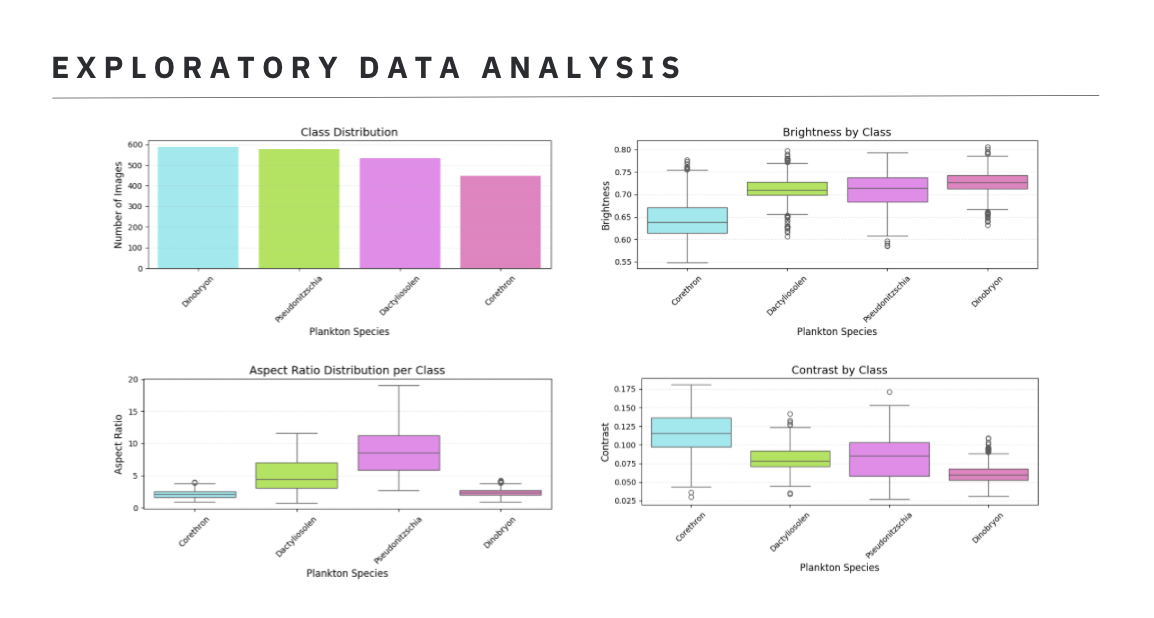 EXPLORATORY DATA ANALYSIS
Class Distribution
Number of Images
600
500
400
300
200
100
0
Dinobryon
Pseudonitzschia
Dactyliosolen
Corethron
Plankton Species
Brightness by Class
Brightness
0.80
0.75
0.70
0.65
0.60
0.55
Corethron
Dactyliosolen
Pseudonitzschia
Dinobryon
Plankton Species
Aspect Ratio Distribution per Class
Aspect Ratio
20
15
10
5
0
Corethron
Dactyliosolen
Pseudonitzschia
Dinobryon
Plankton Species
Contrast by Class
Contrast
0.175
0.150
0.125
0.100
0.075
0.050
0.025
Corethron
Dactyliosolen
Pseudonitzschia
Dinobryon
Plankton Species